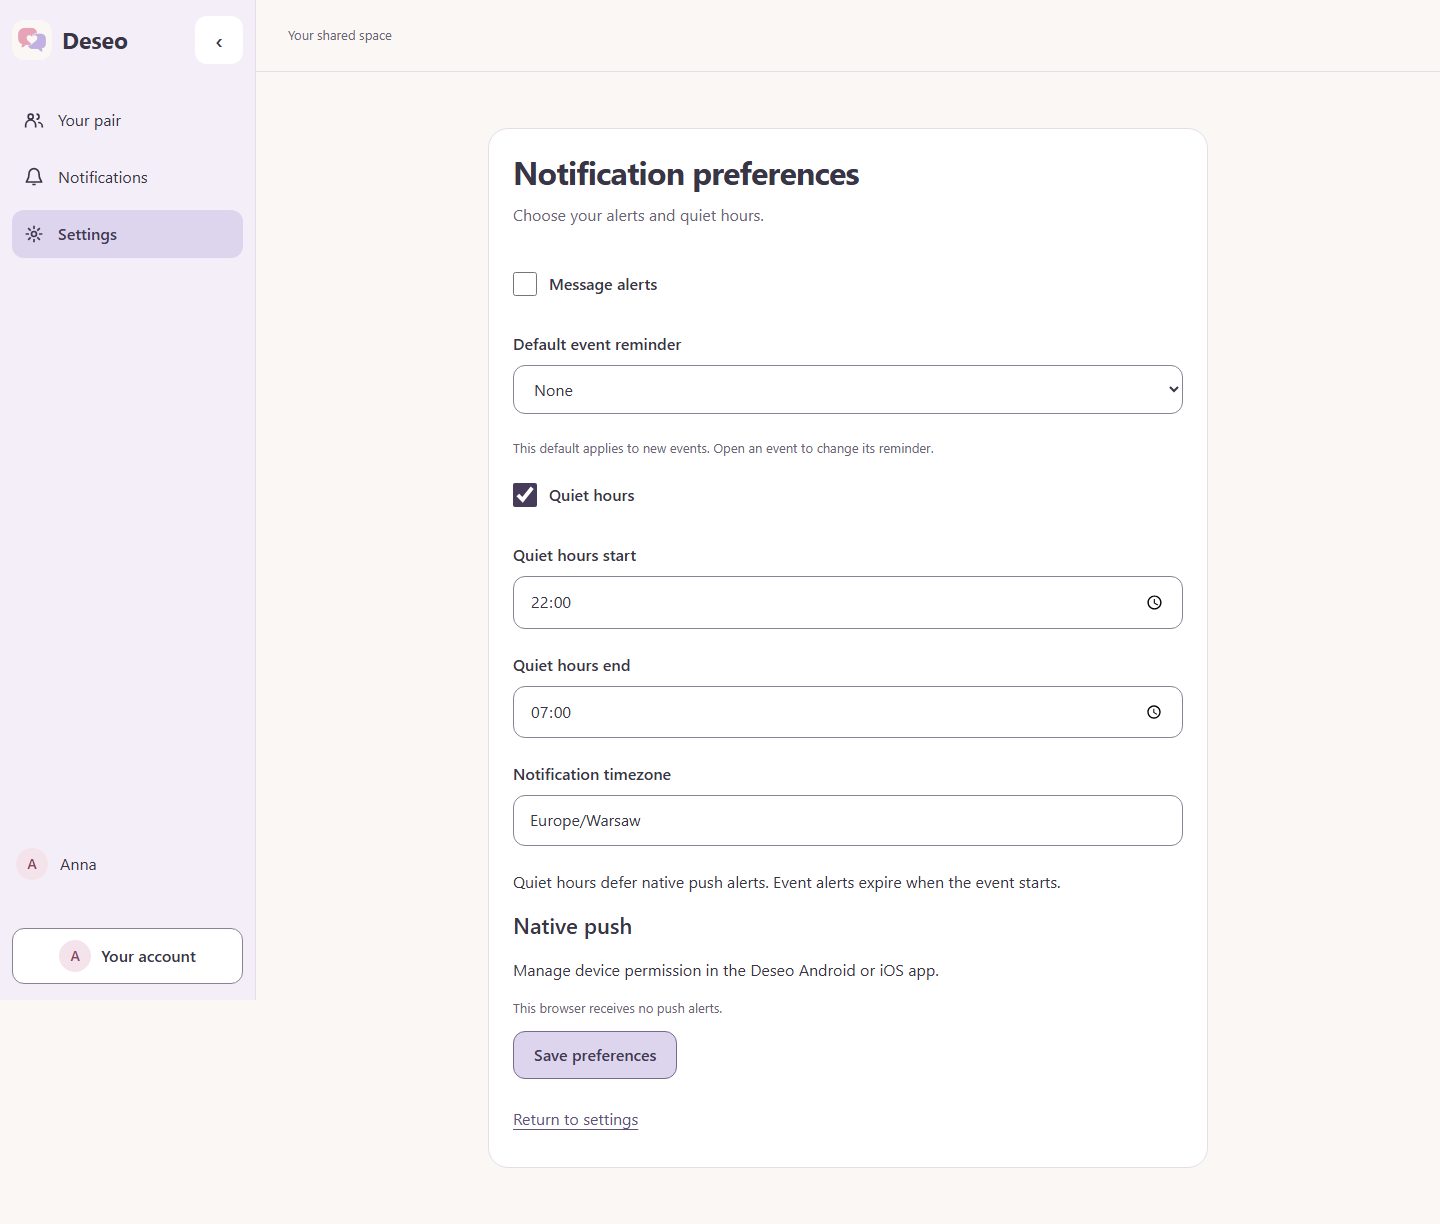 Deseo
‹
Your shared space
Your pair
Notifications
Settings
Notification preferences
Choose your alerts and quiet hours.
Message alerts
Default event reminder
None
This default applies to new events. Open an event to change its reminder.
Quiet hours
Quiet hours start
22:00
Quiet hours end
07:00
Notification timezone
Europe/Warsaw
Quiet hours defer native push alerts. Event alerts expire when the event starts.
Native push
Manage device permission in the Deseo Android or iOS app.
This browser receives no push alerts.
Save preferences
Return to settings
A Anna
A Your account